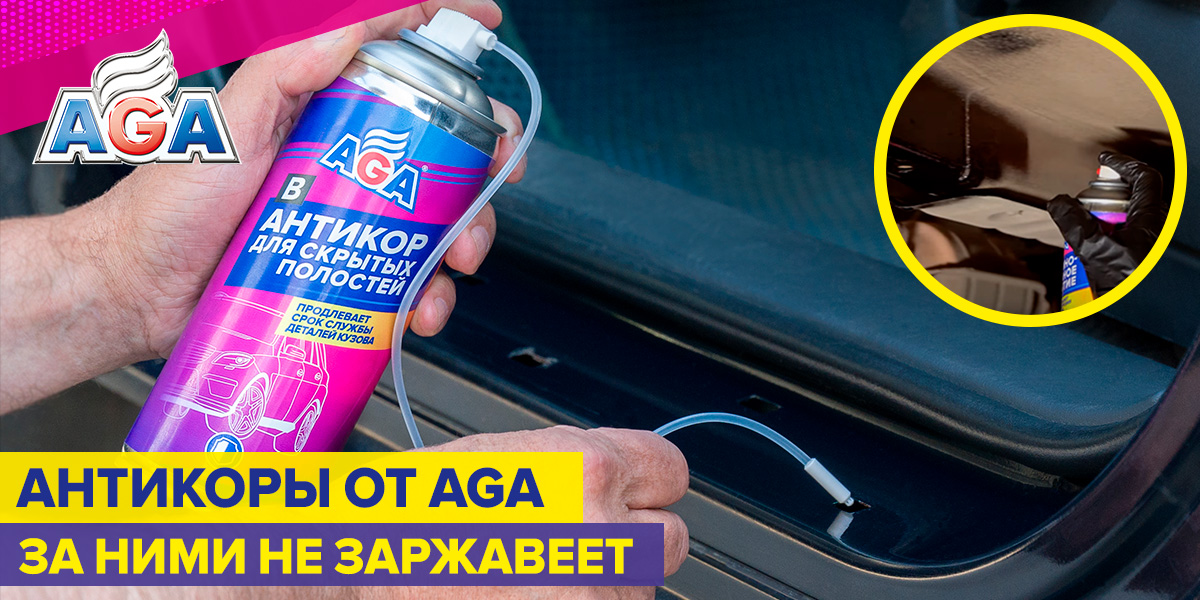 AGA
AGA
®
B
АНТИКОР
ДЛЯ СКРЫТЫХ
ПОЛОСТЕЙ
ПРОДЛЕВАЕТ
СРОК СЛУЖБЫ
ДЕТАЛЕЙ КУЗОВА
АНТИКОРЫ ОТ AGA
ЗА НИМИ НЕ ЗАРЖАВЕЕТ